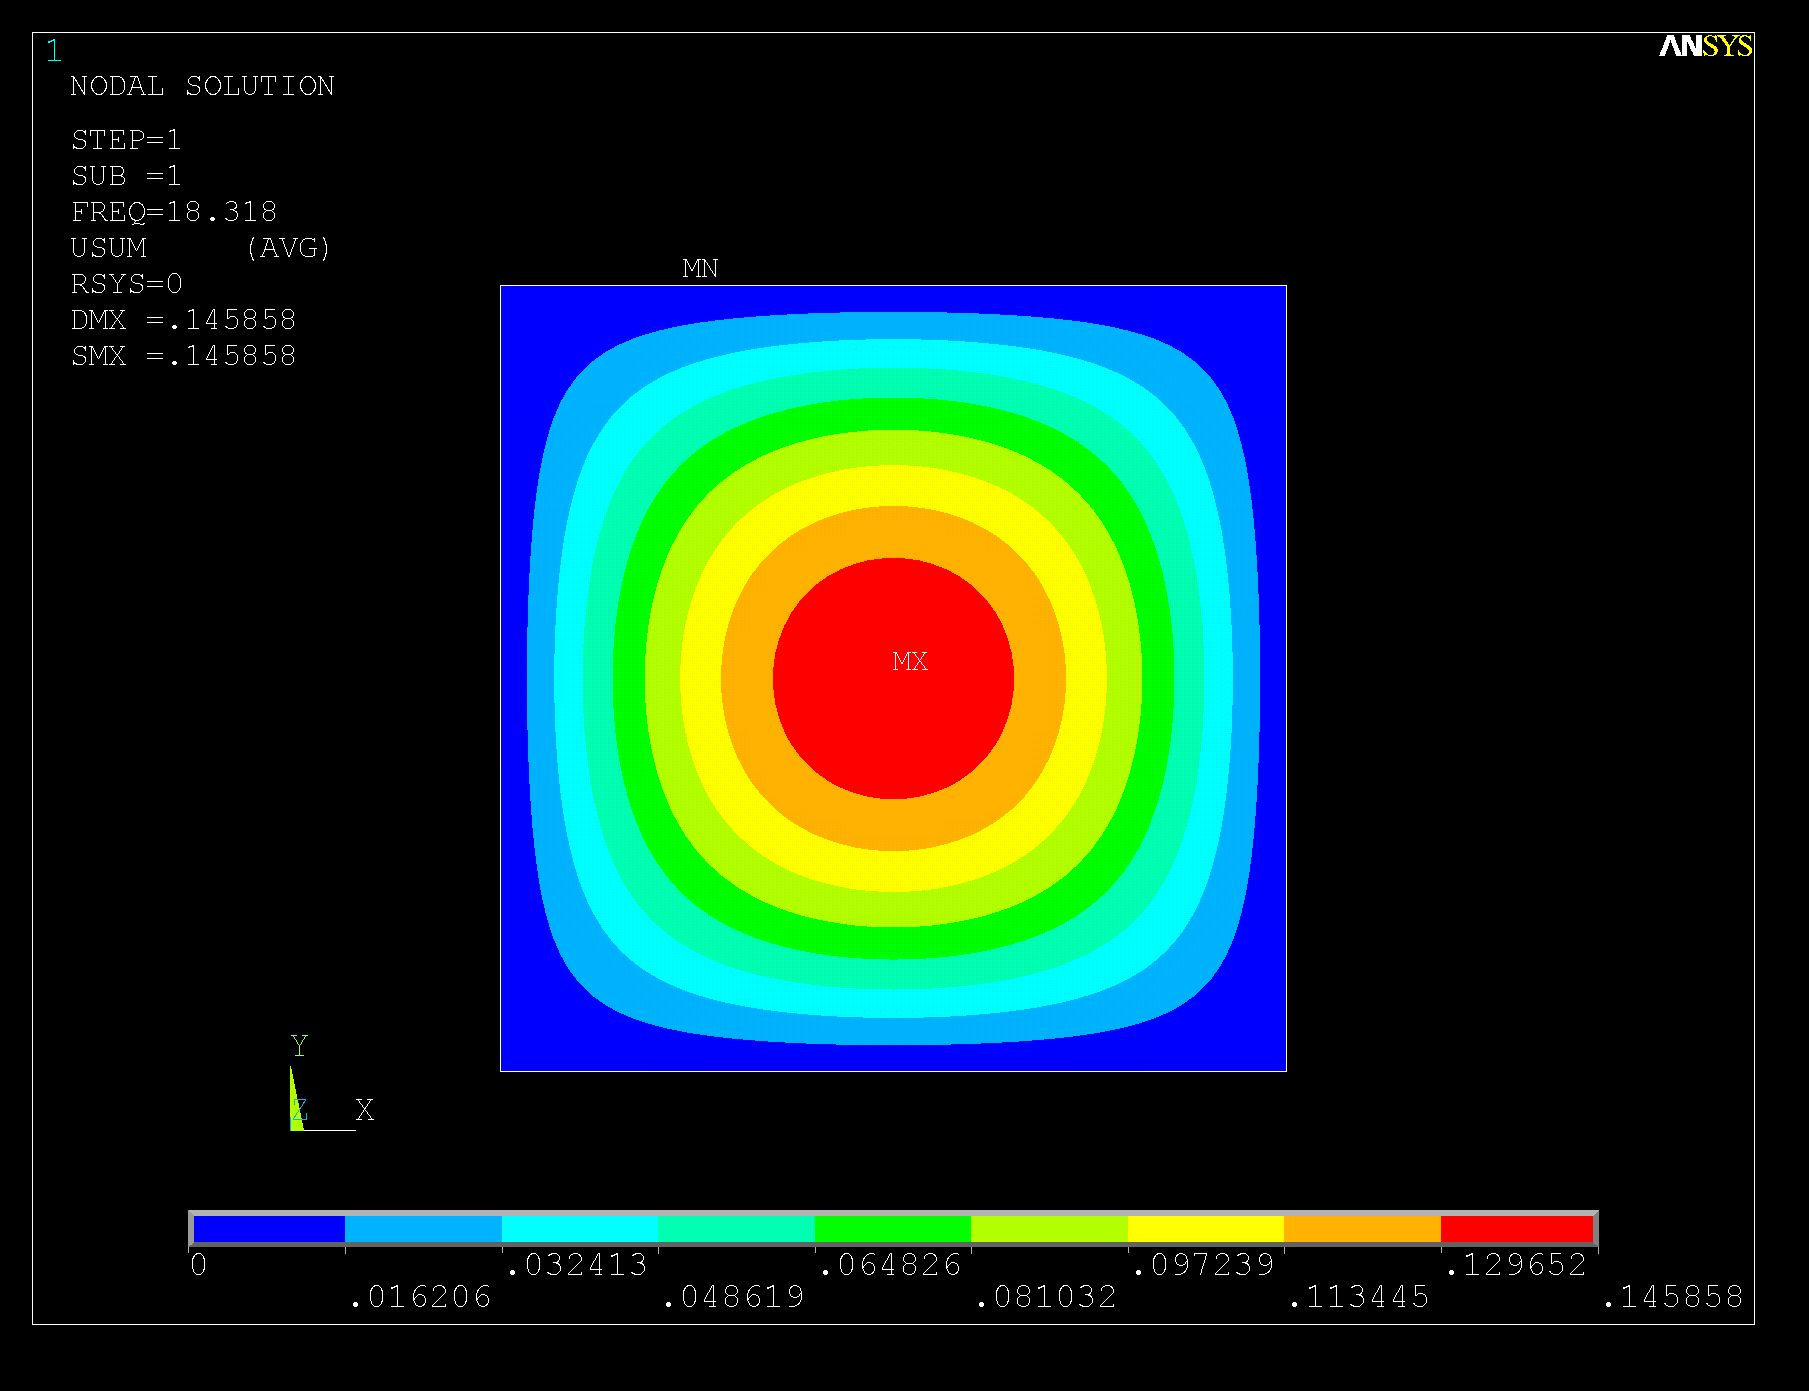 1
ANSYS
NODAL SOLUTION
STEP=1
SUB =1
FREQ=18.318
USUM (AVG)
RSYS=0
DMX =.145858
SMX =.145858
MN
MX
Y
Z X
0 .032413 .064826 .097239 .129652
.016206 .048619 .081032 .113445 .145858